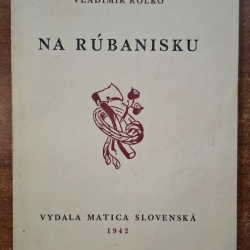 VLADIMÍR ROLKO
NA RÚBANISKU
VYDALA MATICA SLOVENSKÁ
1942